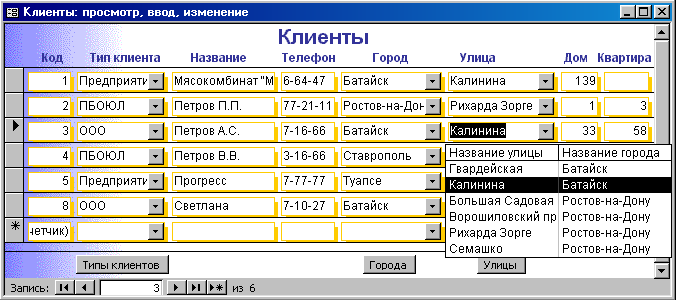 Клиенты: просмотр, ввод, изменение
Клиенты
Код Тип клиента Название Телефон Город Улица Дом Квартира
1 Предприяти Мясокомбинат "М 6-64-47 Батайск Калинина 139
2 ПБОЮЛ Петров П.П. 77-21-11 Ростов-на-Дон Рихарда Зорге 1 3
3 ООО Петров А.С. 7-16-66 Батайск Калинина 33 58
4 ПБОЮЛ Петров В.В. 3-16-66 Ставрополь
5 Предприяти Прогресс 7-77-77 Туапсе
8 ООО Светлана 7-10-27 Батайск
четчик)
Название улицы Название города
Гвардейская Батайск
Калинина Батайск
Большая Садовая Ростов-на-Дону
Ворошиловский пр Ростов-на-Дону
Рихарда Зорге Ростов-на-Дону
Семашко Ростов-на-Дону
Типы клиентов Города Улицы
Запись: 3 из 6